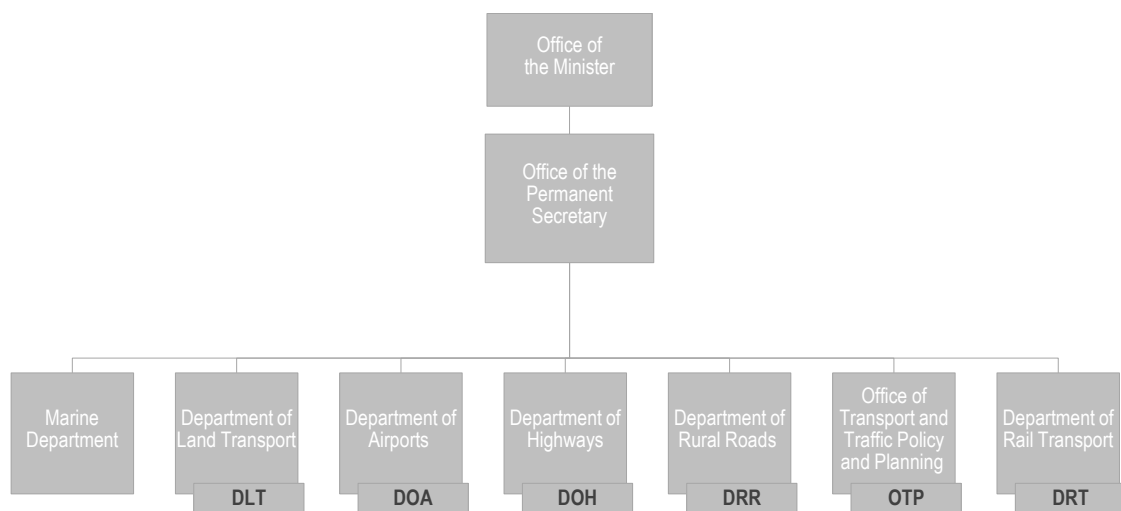 Office of
the Minister
Office of the
Permanent
Secretary
Marine
Department
Department of
Land Transport
DLT
Department of
Airports
DOA
Department of
Highways
DOH
Department of
Rural Roads
DRR
Office of
Transport and
Traffic Policy
and Planning
OTP
Department of
Rail Transport
DRT